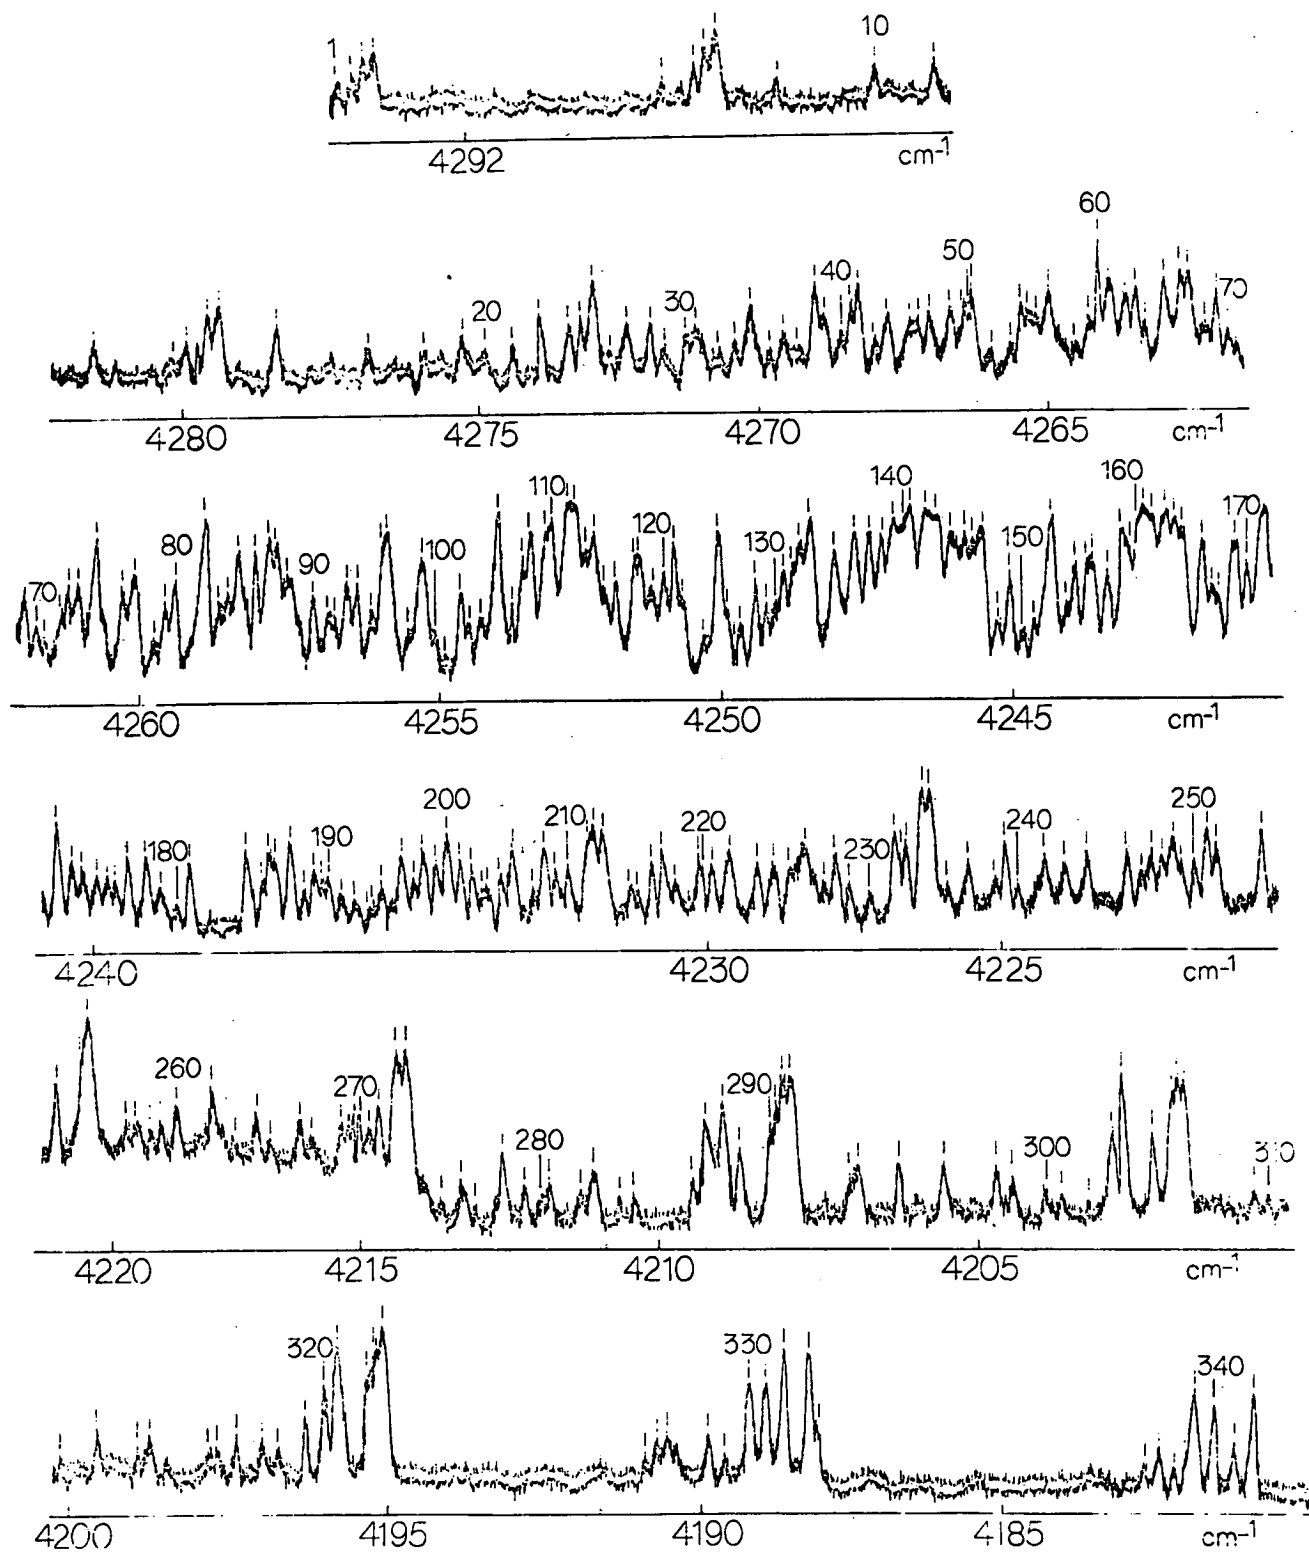 1 10
4292 cm⁻¹
20 30 40 50 60 70
4280 4275 4270 4265 cm⁻¹
70 80 90 100 110 120 130 140 150 160 170
4260 4255 4250 4245 cm⁻¹
180 190 200 210 220 230 240 250
4240 4230 4225 cm⁻¹
260 270 280 290 300 310
4220 4215 4210 4205 cm⁻¹
320 330 340
4200 4195 4190 4185 cm⁻¹